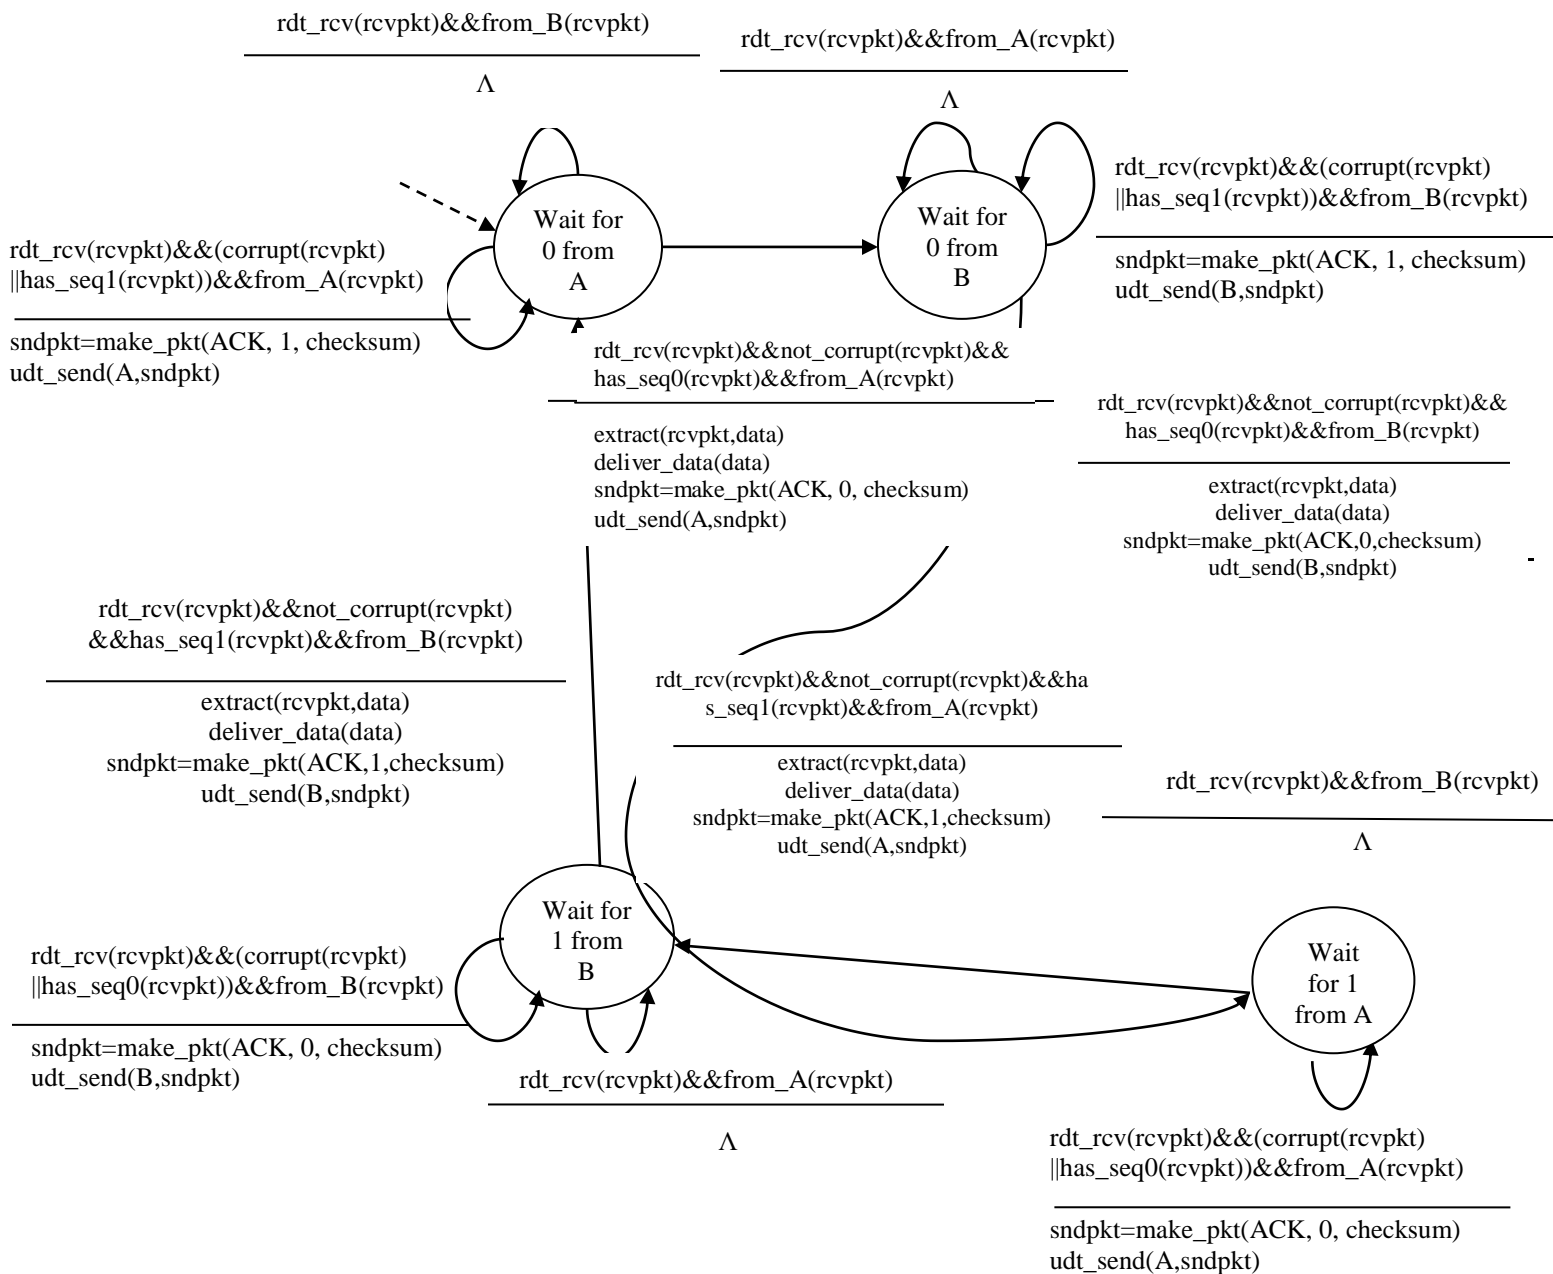 rdt_rcv(rcvpkt)&&from_B(rcvpkt)
Λ
rdt_rcv(rcvpkt)&&from_A(rcvpkt)
Λ
rdt_rcv(rcvpkt)&&(corrupt(rcvpkt)
||has_seq1(rcvpkt))&&from_B(rcvpkt)
sndpkt=make_pkt(ACK, 1, checksum)
udt_send(B,sndpkt)
Wait for
0 from
A
Wait for
0 from
B
rdt_rcv(rcvpkt)&&(corrupt(rcvpkt)
||has_seq1(rcvpkt))&&from_A(rcvpkt)
sndpkt=make_pkt(ACK, 1, checksum)
udt_send(A,sndpkt)
rdt_rcv(rcvpkt)&&not_corrupt(rcvpkt)&&
has_seq0(rcvpkt)&&from_A(rcvpkt)
extract(rcvpkt,data)
deliver_data(data)
sndpkt=make_pkt(ACK, 0, checksum)
udt_send(A,sndpkt)
rdt_rcv(rcvpkt)&&not_corrupt(rcvpkt)&&
has_seq0(rcvpkt)&&from_B(rcvpkt)
extract(rcvpkt,data)
deliver_data(data)
sndpkt=make_pkt(ACK,0,checksum)
udt_send(B,sndpkt)
rdt_rcv(rcvpkt)&&not_corrupt(rcvpkt)
&&has_seq1(rcvpkt)&&from_B(rcvpkt)
extract(rcvpkt,data)
deliver_data(data)
sndpkt=make_pkt(ACK,1,checksum)
udt_send(B,sndpkt)
rdt_rcv(rcvpkt)&&not_corrupt(rcvpkt)&&ha
s_seq1(rcvpkt)&&from_A(rcvpkt)
extract(rcvpkt,data)
deliver_data(data)
sndpkt=make_pkt(ACK,1,checksum)
udt_send(A,sndpkt)
rdt_rcv(rcvpkt)&&from_B(rcvpkt)
Λ
Wait for
1 from
B
Wait
for 1
from A
rdt_rcv(rcvpkt)&&(corrupt(rcvpkt)
||has_seq0(rcvpkt))&&from_B(rcvpkt)
sndpkt=make_pkt(ACK, 0, checksum)
udt_send(B,sndpkt)
rdt_rcv(rcvpkt)&&from_A(rcvpkt)
Λ
rdt_rcv(rcvpkt)&&(corrupt(rcvpkt)
||has_seq0(rcvpkt))&&from_A(rcvpkt)
sndpkt=make_pkt(ACK, 0, checksum)
udt_send(A,sndpkt)